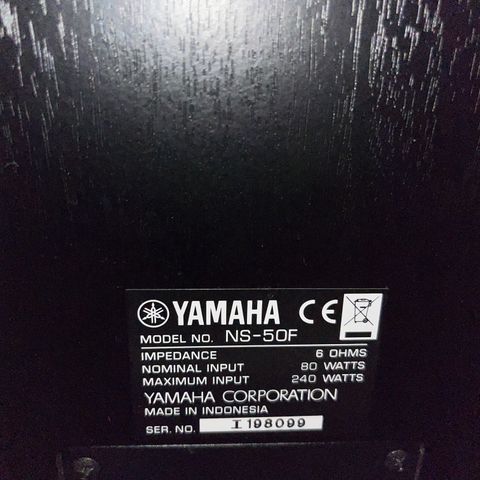 YAMAHA CE
MODEL NO. NS-50F
IMPEDANCE 6 OHMS
NOMINAL INPUT 80 WATTS
MAXIMUM INPUT 240 WATTS
YAMAHA CORPORATION
MADE IN INDONESIA
SER. NO. I 198099